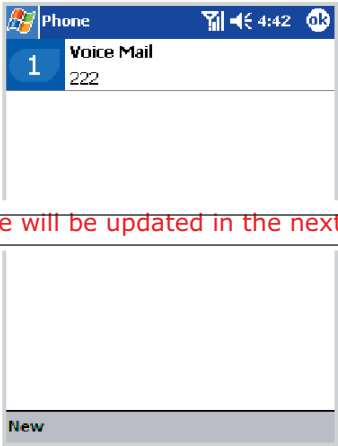 Phone 4:42 ok
1 Voice Mail
222
e will be updated in the next
New